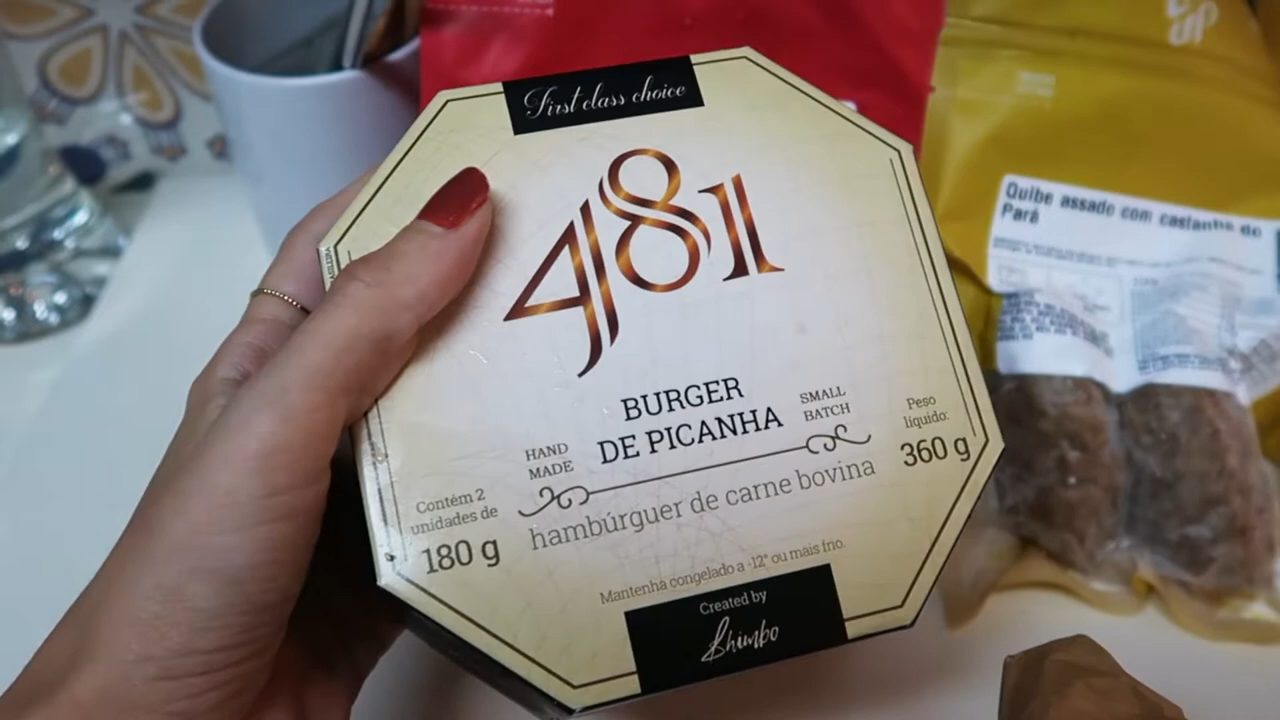 First class choice
481
BURGER
DE PICANHA
HAND
MADE
SMALL
BATCH
hambúrguer de carne bovina
Contém 2
unidades de
180 g
Peso
líquido:
360 g
Mantenha congelado a -12° ou mais frio.
Created by
Bhimbo
Quibe assado com castanha do
Pará